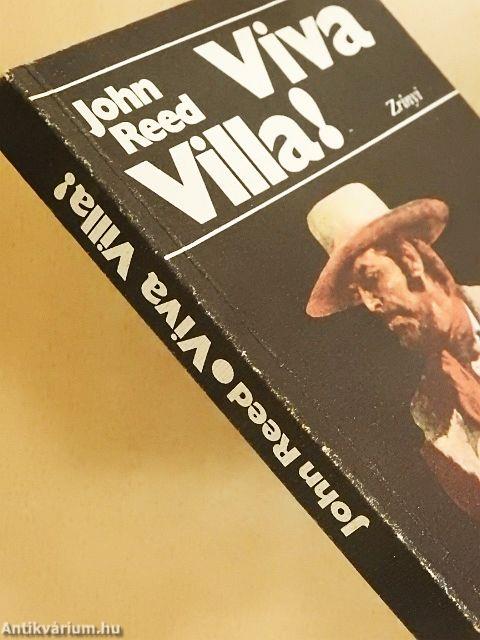 John
Reed
Viva
Villa!
Zrínyi
John Reed ● Viva Villa!
Antikvárium.hu